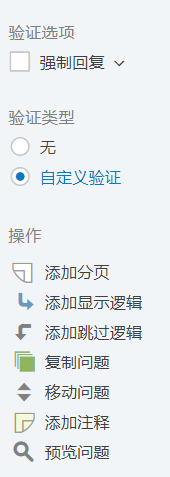 验证选项
强制回复
验证类型
无
自定义验证
操作
添加分页
添加显示逻辑
添加跳过逻辑
复制问题
移动问题
添加注释
预览问题